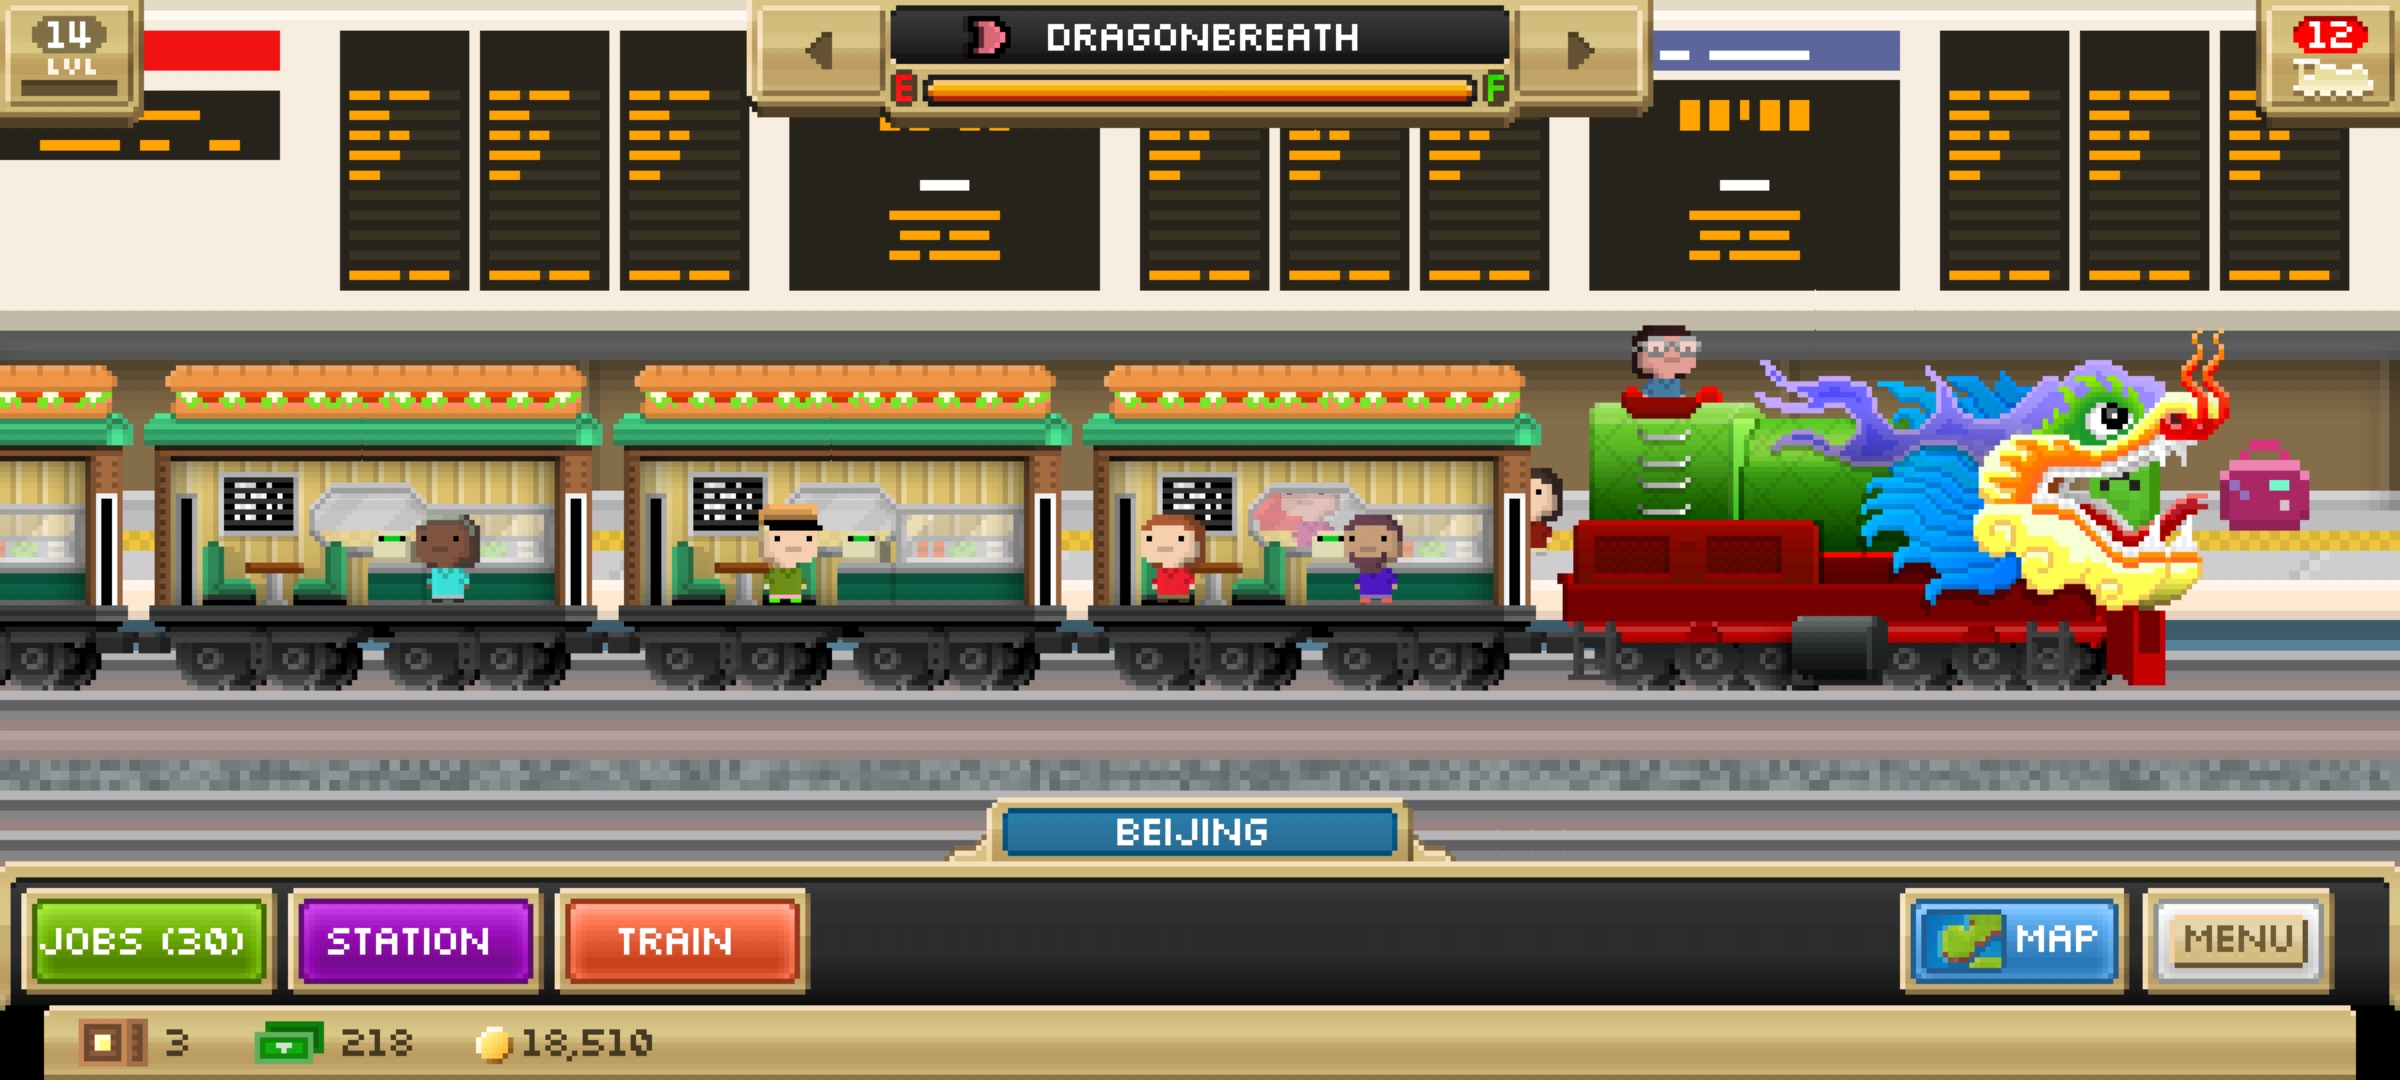 14
LVL
DRAGONBREATH
E F
12
BEIJING
JOBS (30)
STATION
TRAIN
MAP
MENU
3
218
18,510